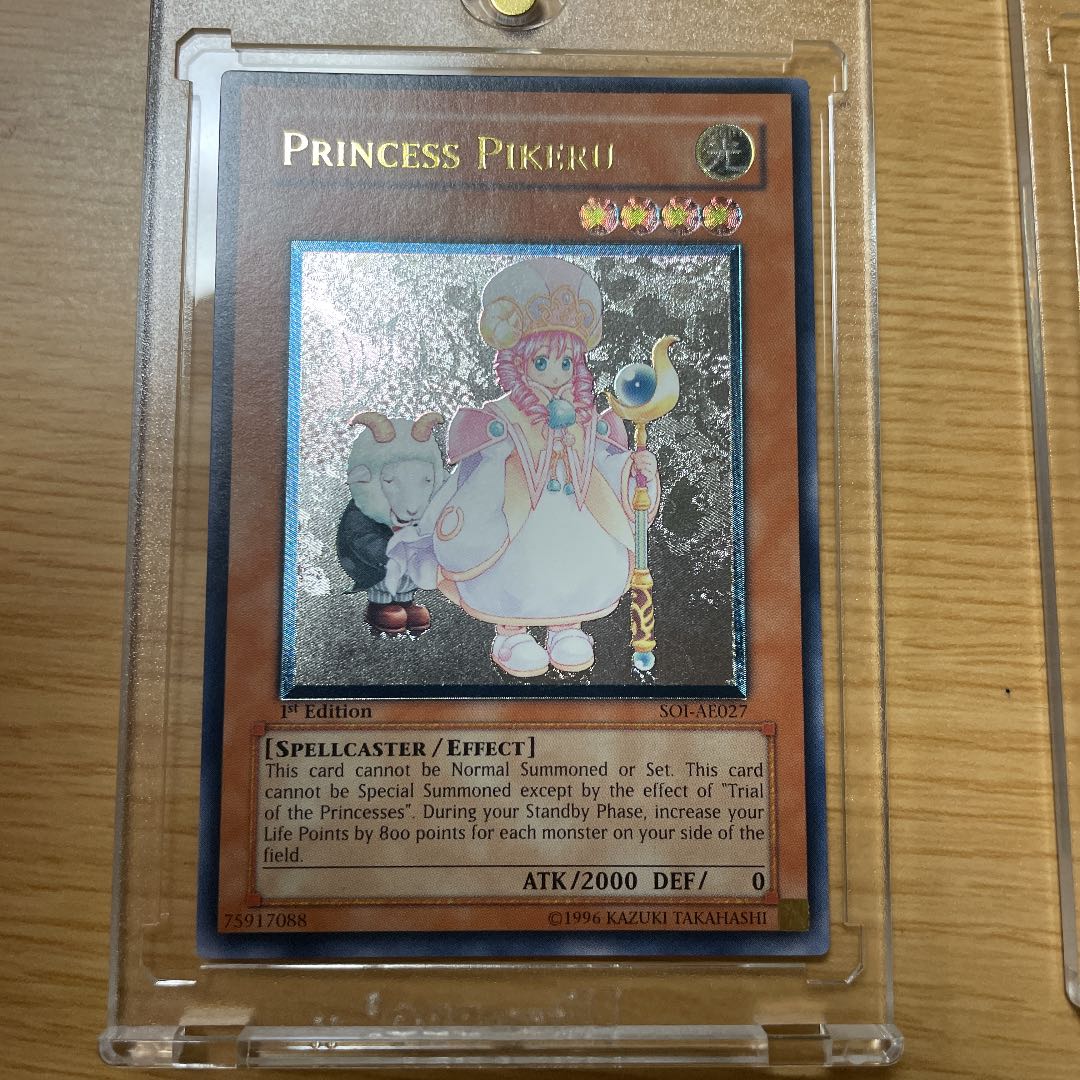 PRINCESS PIKERU
光
1st Edition
SOI-AE027
[SPELLCASTER / EFFECT]
This card cannot be Normal Summoned or Set. This card
cannot be Special Summoned except by the effect of "Trial
of the Princesses". During your Standby Phase, increase your
Life Points by 800 points for each monster on your side of the
field.
ATK/2000 DEF/ 0
75917088
©1996 KAZUKI TAKAHASHI